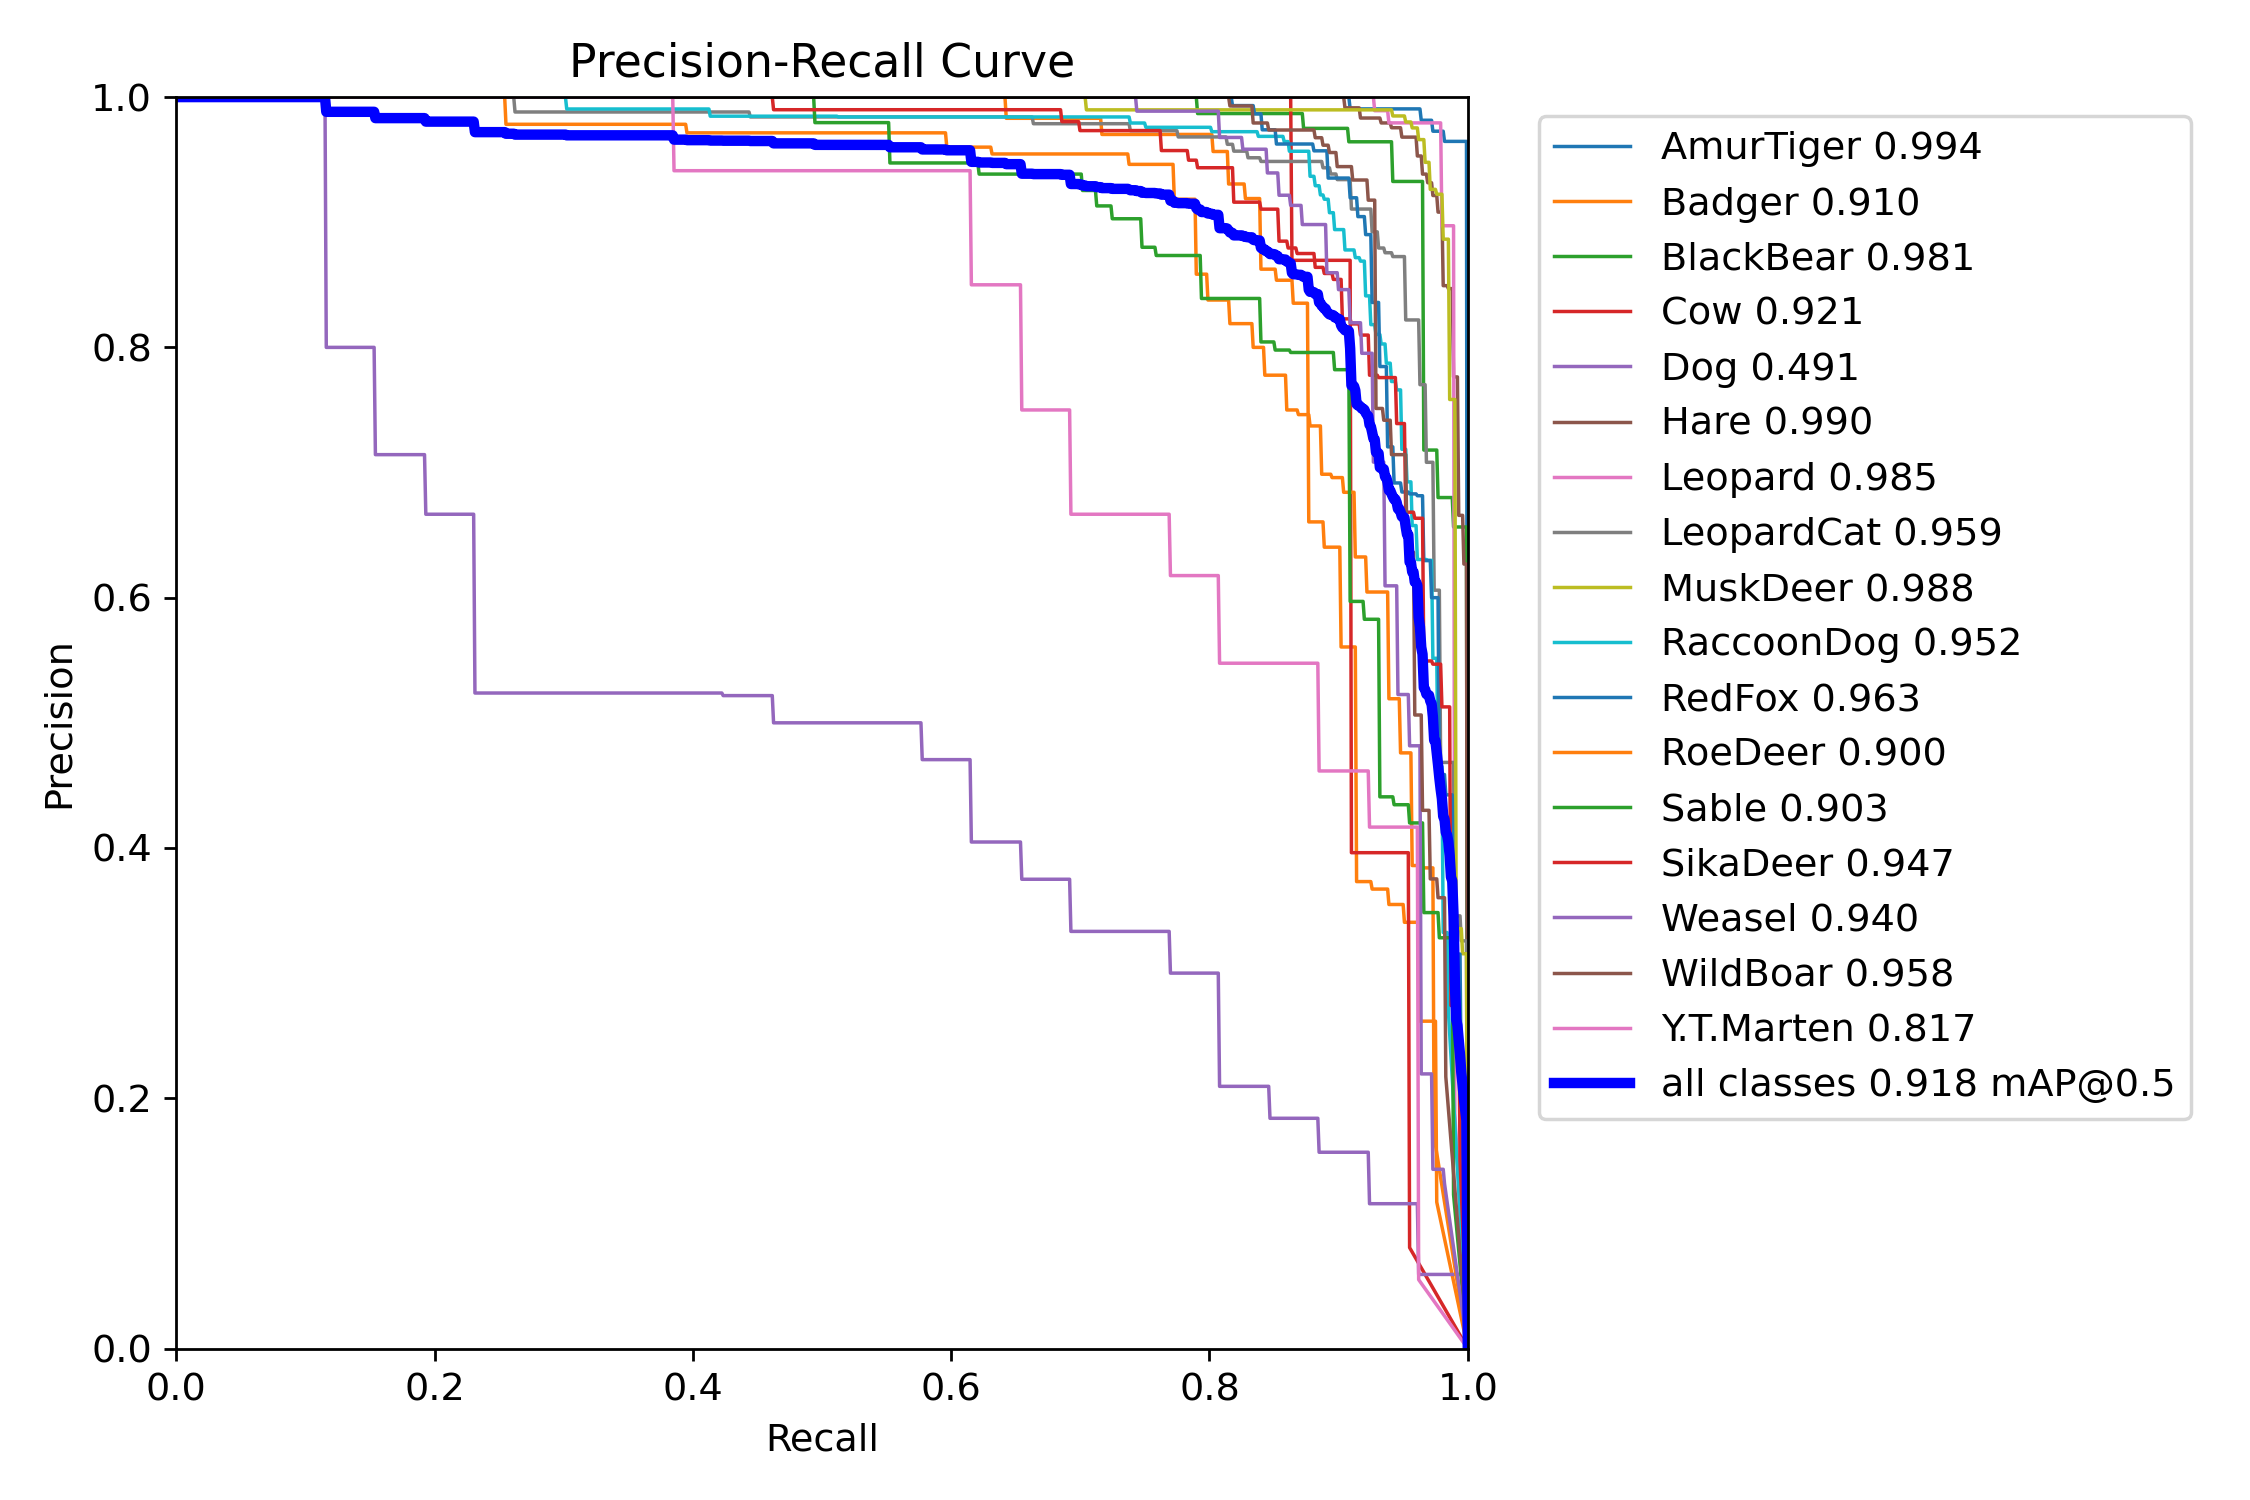 Precision-Recall Curve
1.0
0.8
0.6
0.4
0.2
0.0
Precision
0.0 0.2 0.4 0.6 0.8 1.0
Recall
AmurTiger 0.994
Badger 0.910
BlackBear 0.981
Cow 0.921
Dog 0.491
Hare 0.990
Leopard 0.985
LeopardCat 0.959
MuskDeer 0.988
RaccoonDog 0.952
RedFox 0.963
RoeDeer 0.900
Sable 0.903
SikaDeer 0.947
Weasel 0.940
WildBoar 0.958
Y.T.Marten 0.817
all classes 0.918 mAP@0.5